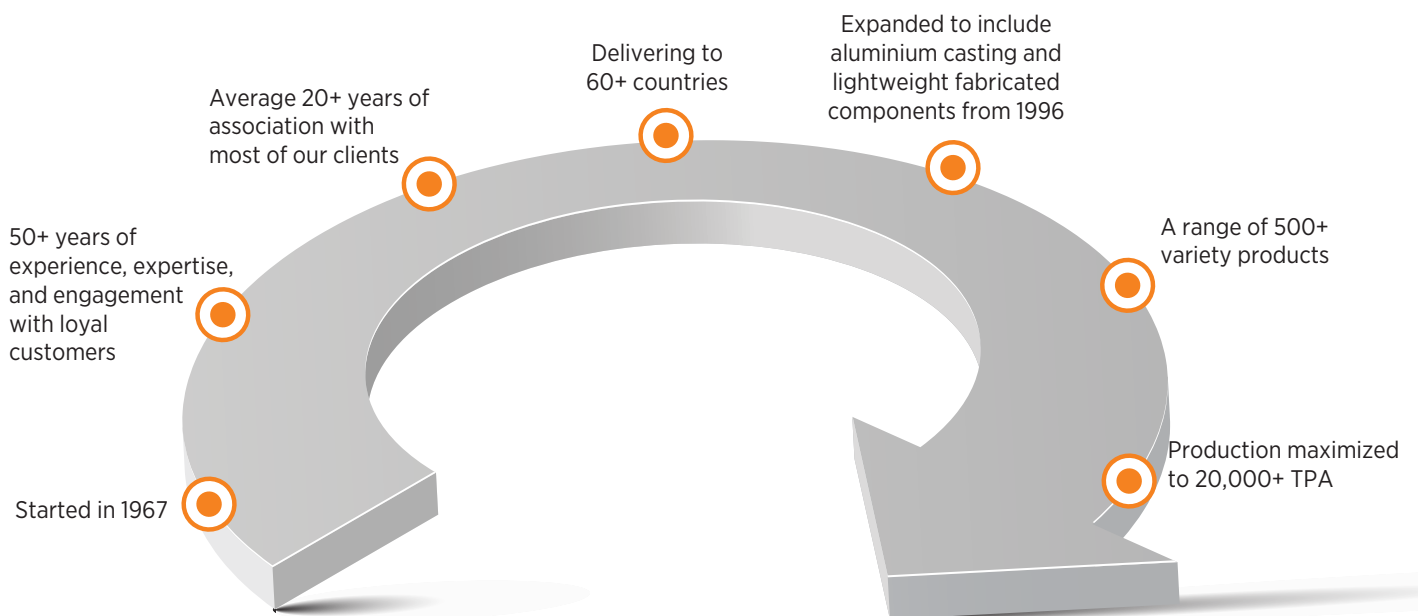 Started in 1967
50+ years of
experience, expertise,
and engagement
with loyal
customers
Average 20+ years of
association with
most of our clients
Delivering to
60+ countries
Expanded to include
aluminium casting and
lightweight fabricated
components from 1996
A range of 500+
variety products
Production maximized
to 20,000+ TPA